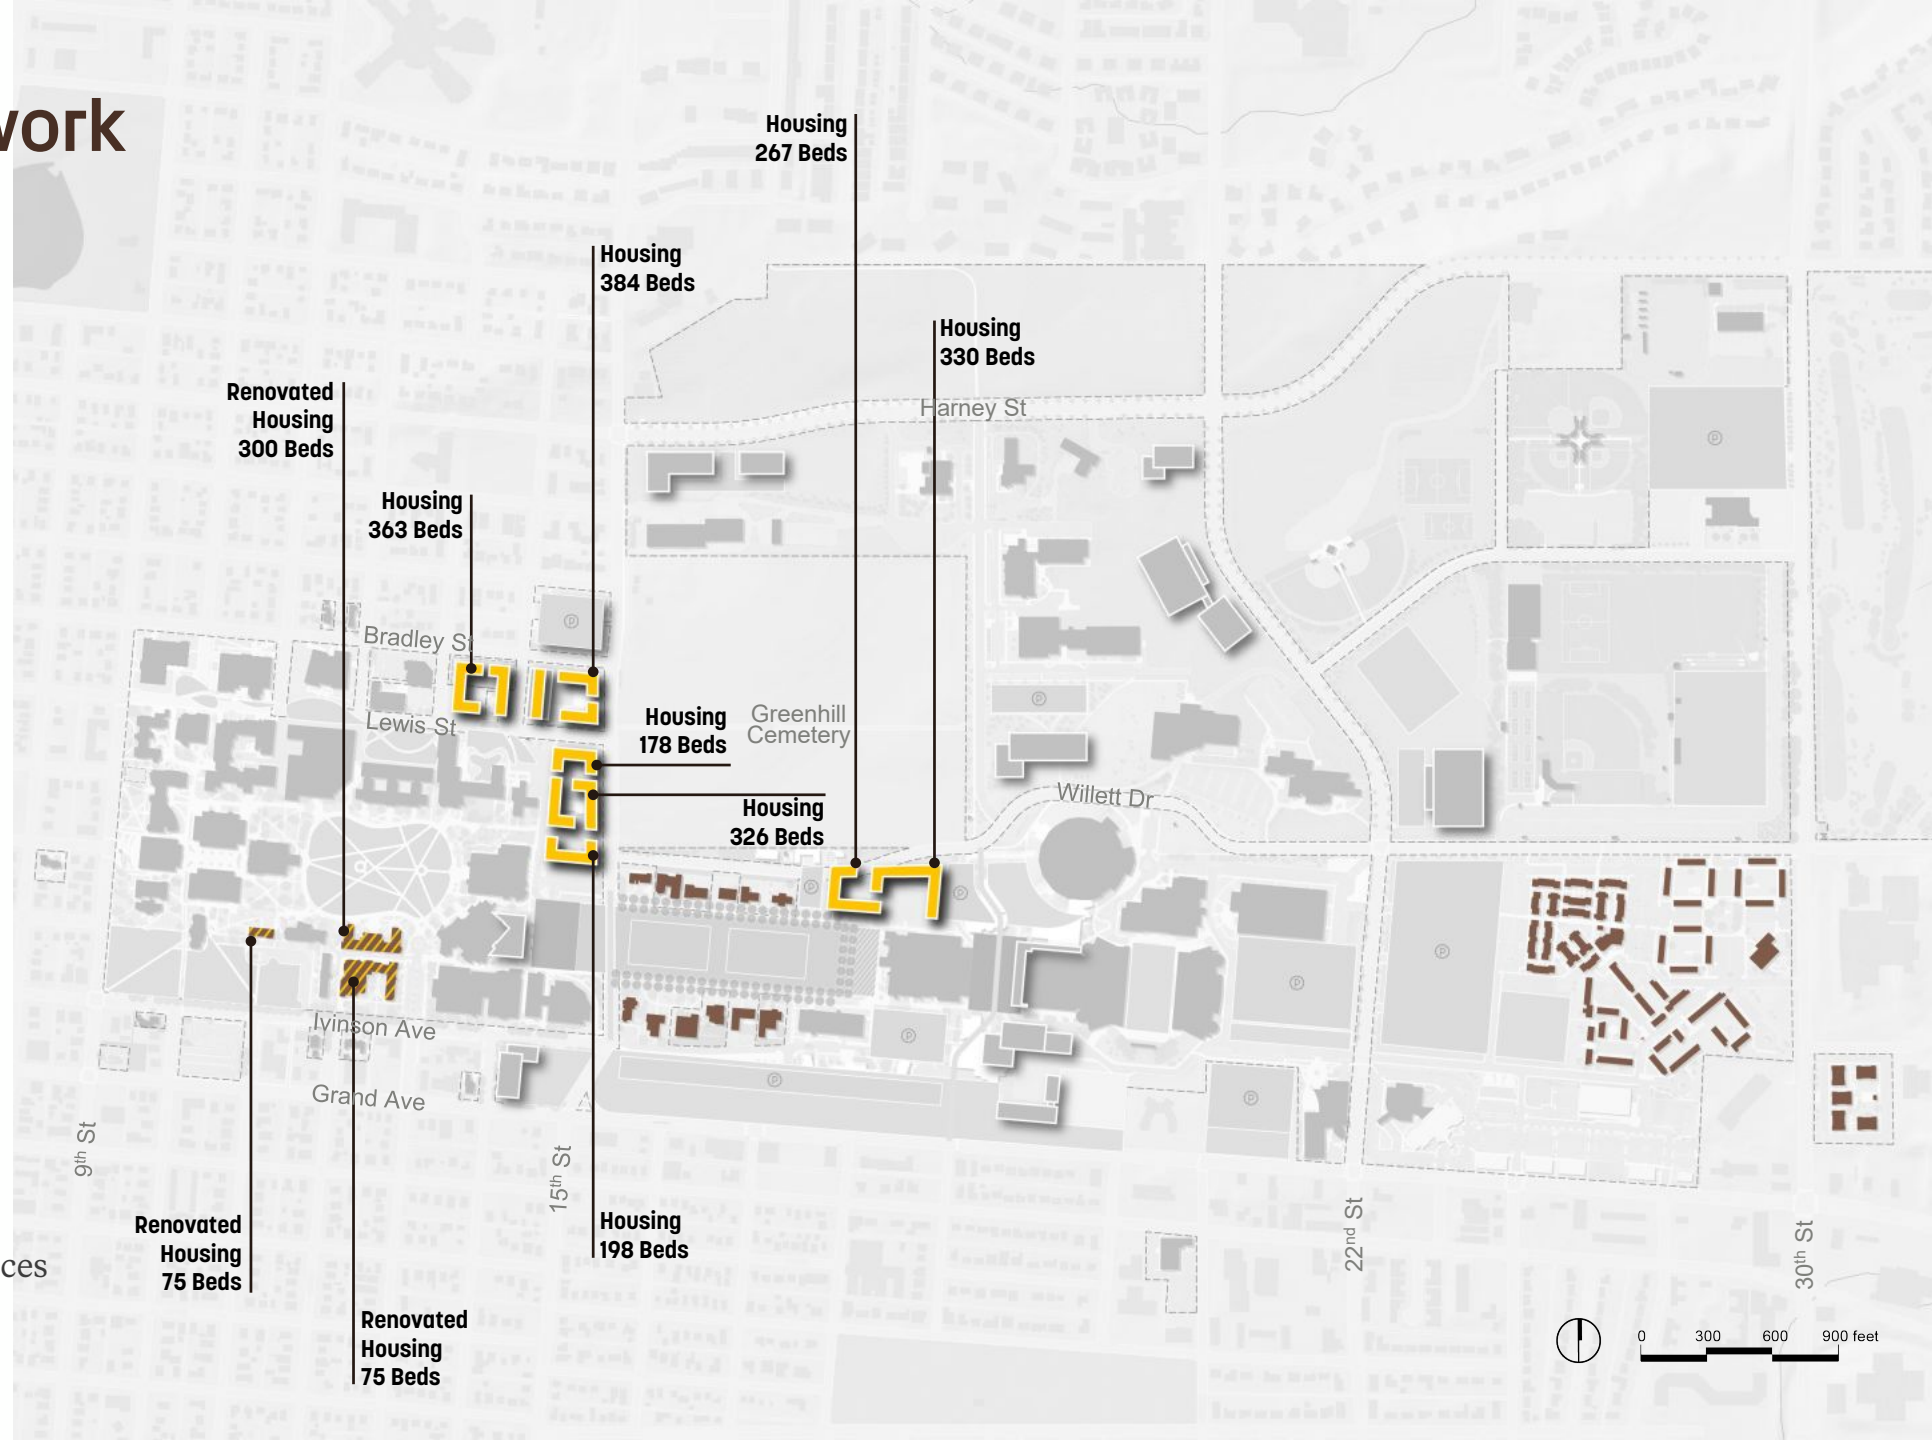 Housing
267 Beds
Housing
384 Beds
Housing
330 Beds
Renovated
Housing
300 Beds
Harney St
Housing
363 Beds
P
P
Bradley St
Lewis St
Housing
178 Beds
Greenhill
Cemetery
P
Willett Dr
Housing
326 Beds
P
P
P
P
P
Ivinson Ave
P
P
Grand Ave
9th St
15th St
22nd St
30th St
Housing
198 Beds
Renovated
Housing
75 Beds
ces
Renovated
Housing
75 Beds
0 300 600 900 feet